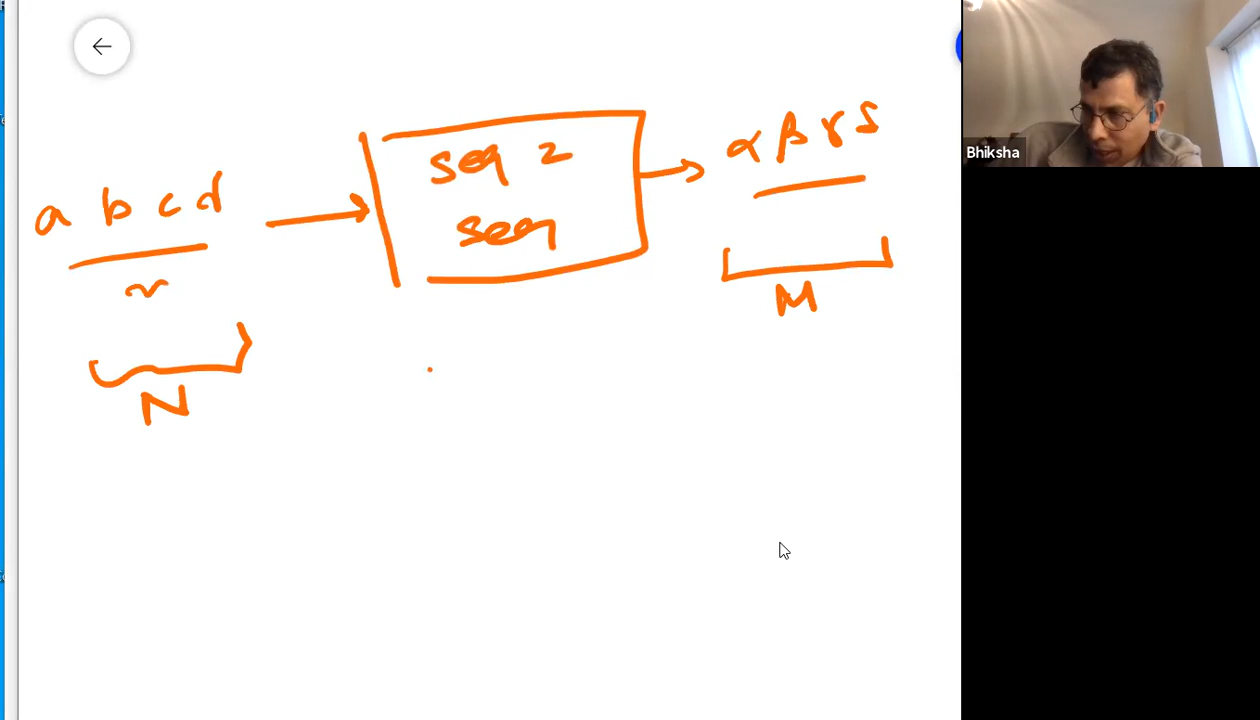 a b c d
N
seq 2
seq
α β γ δ
M
Bhiksha